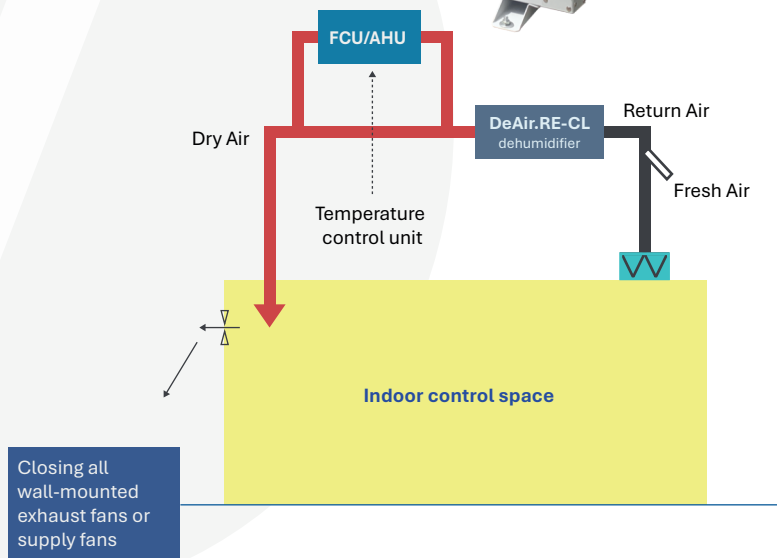 FCU/AHU
DeAir.RE-CL
dehumidifier
Return Air
Dry Air
Fresh Air
Temperature
control unit
Indoor control space
Closing all
wall-mounted
exhaust fans or
supply fans